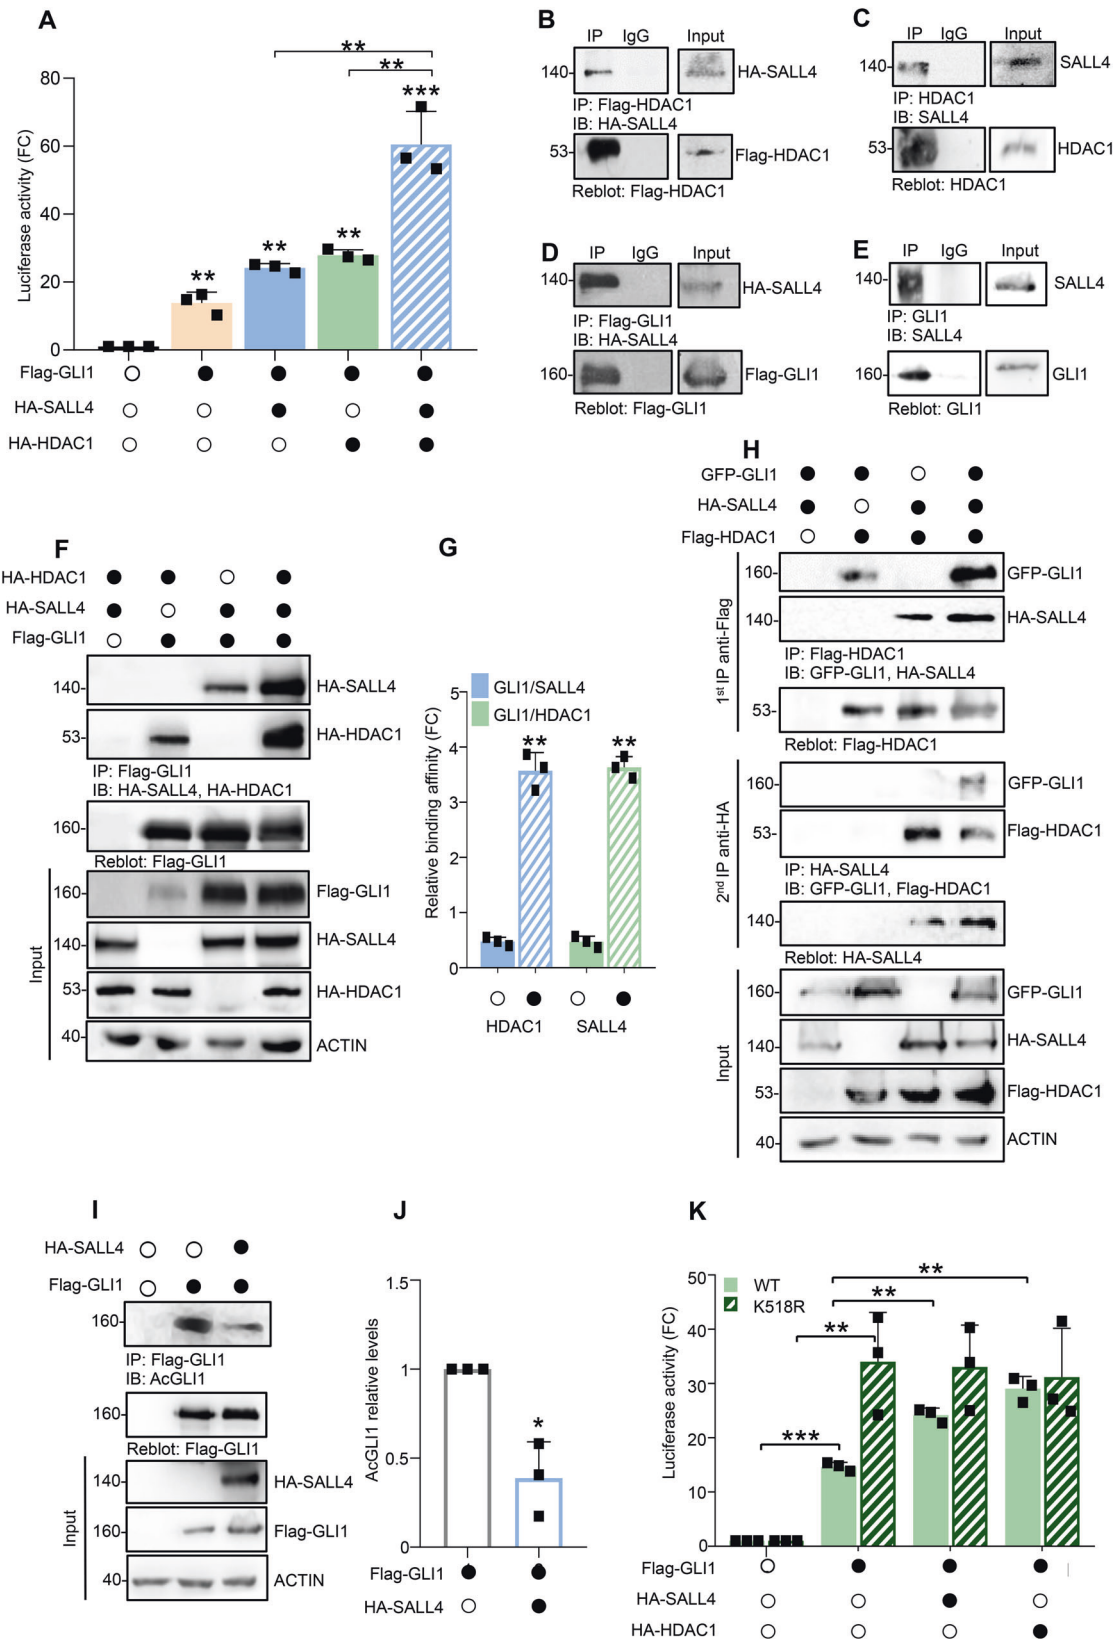 A
** 
**
***
**
**
**
80
60
40
20
0
Luciferase activity (FC)
Flag-GLI1
HA-SALL4
HA-HDAC1
B
IP IgG Input
140- HA-SALL4
IP: Flag-HDAC1
IB: HA-SALL4
53- Flag-HDAC1
Reblot: Flag-HDAC1
C
IP IgG Input
140- SALL4
IP: HDAC1
IB: SALL4
53- HDAC1
Reblot: HDAC1
D
IP IgG Input
140- HA-SALL4
IP: Flag-GLI1
IB: HA-SALL4
160- Flag-GLI1
Reblot: Flag-GLI1
E
IP IgG Input
140- SALL4
IP: GLI1
IB: SALL4
160- GLI1
Reblot: GLI1
F
HA-HDAC1
HA-SALL4
Flag-GLI1
140- HA-SALL4
53- HA-HDAC1
IP: Flag-GLI1
IB: HA-SALL4, HA-HDAC1
160-
Reblot: Flag-GLI1
Input
160- Flag-GLI1
140- HA-SALL4
53- HA-HDAC1
40- ACTIN
G
GLI1/SALL4
GLI1/HDAC1
** **
5
4
3
2
1
0
Relative binding affinity (FC)
HDAC1 SALL4
H
GFP-GLI1
HA-SALL4
Flag-HDAC1
1st IP anti-Flag
160- GFP-GLI1
140- HA-SALL4
IP: Flag-HDAC1
IB: GFP-GLI1, HA-SALL4
53-
Reblot: Flag-HDAC1
2nd IP anti-HA
160- GFP-GLI1
53- Flag-HDAC1
IP: HA-SALL4
IB: GFP-GLI1, Flag-HDAC1
140-
Reblot: HA-SALL4
Input
160- GFP-GLI1
140- HA-SALL4
53- Flag-HDAC1
40- ACTIN
I
HA-SALL4
Flag-GLI1
160-
IP: Flag-GLI1
IB: AcGLI1
160-
Reblot: Flag-GLI1
Input
140- HA-SALL4
160- Flag-GLI1
40- ACTIN
J
1.5
1
0.5
0
AcGLI1 relative levels
*
Flag-GLI1
HA-SALL4
K
WT
K518R
**
**
**
***
50
40
30
20
10
0
Luciferase activity (FC)
Flag-GLI1
HA-SALL4
HA-HDAC1